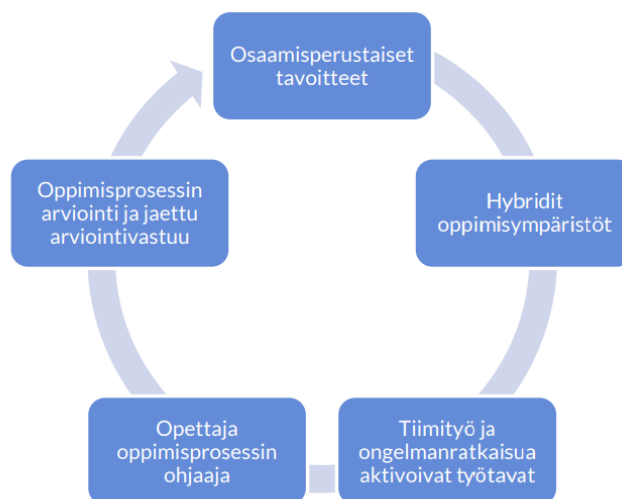 Osaamisperustaiset
tavoitteet
Hybridit
oppimisympäristöt
Tiimityö ja
ongelmanratkaisua
aktivoivat työtavat
Opettaja
oppimisprosessin
ohjaaja
Oppimisprosessin
arviointi ja jaettu
arviointivastuu